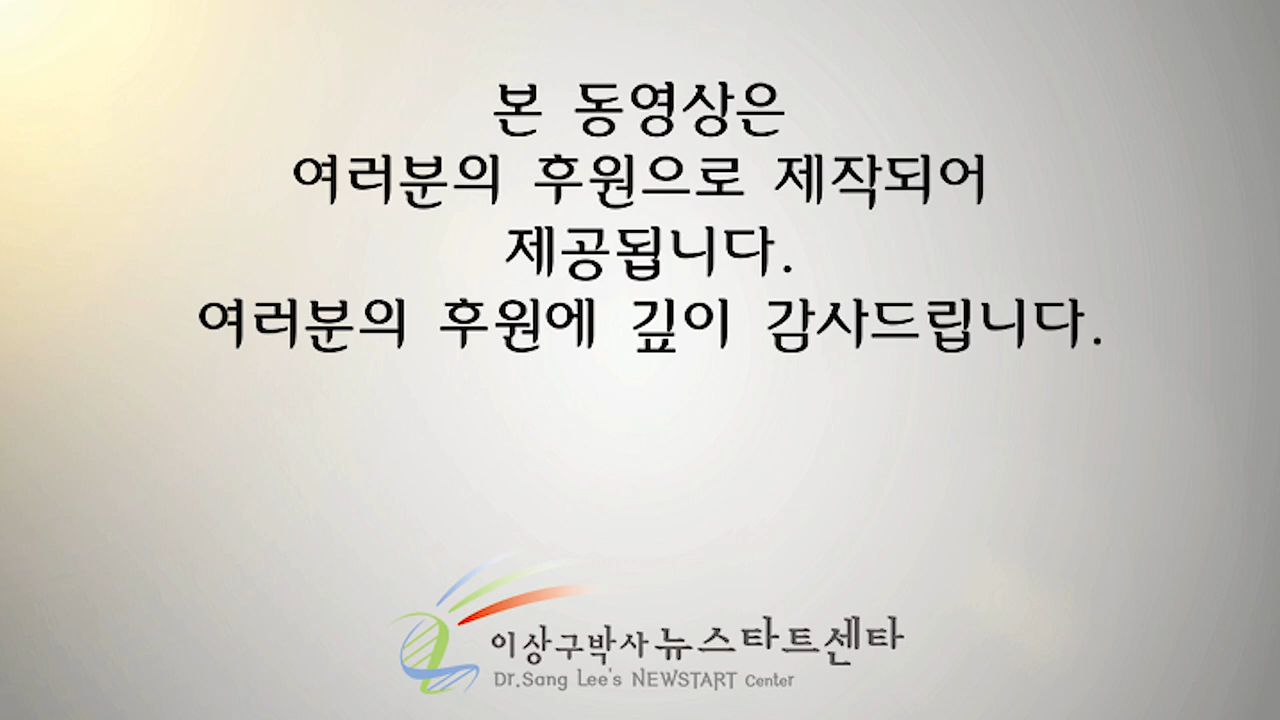 본 동영상은
여러분의 후원으로 제작되어
제공됩니다.
여러분의 후원에 깊이 감사드립니다.
이상구박사 뉴스타트센타
Dr.Sang Lee's NEWSTART Center